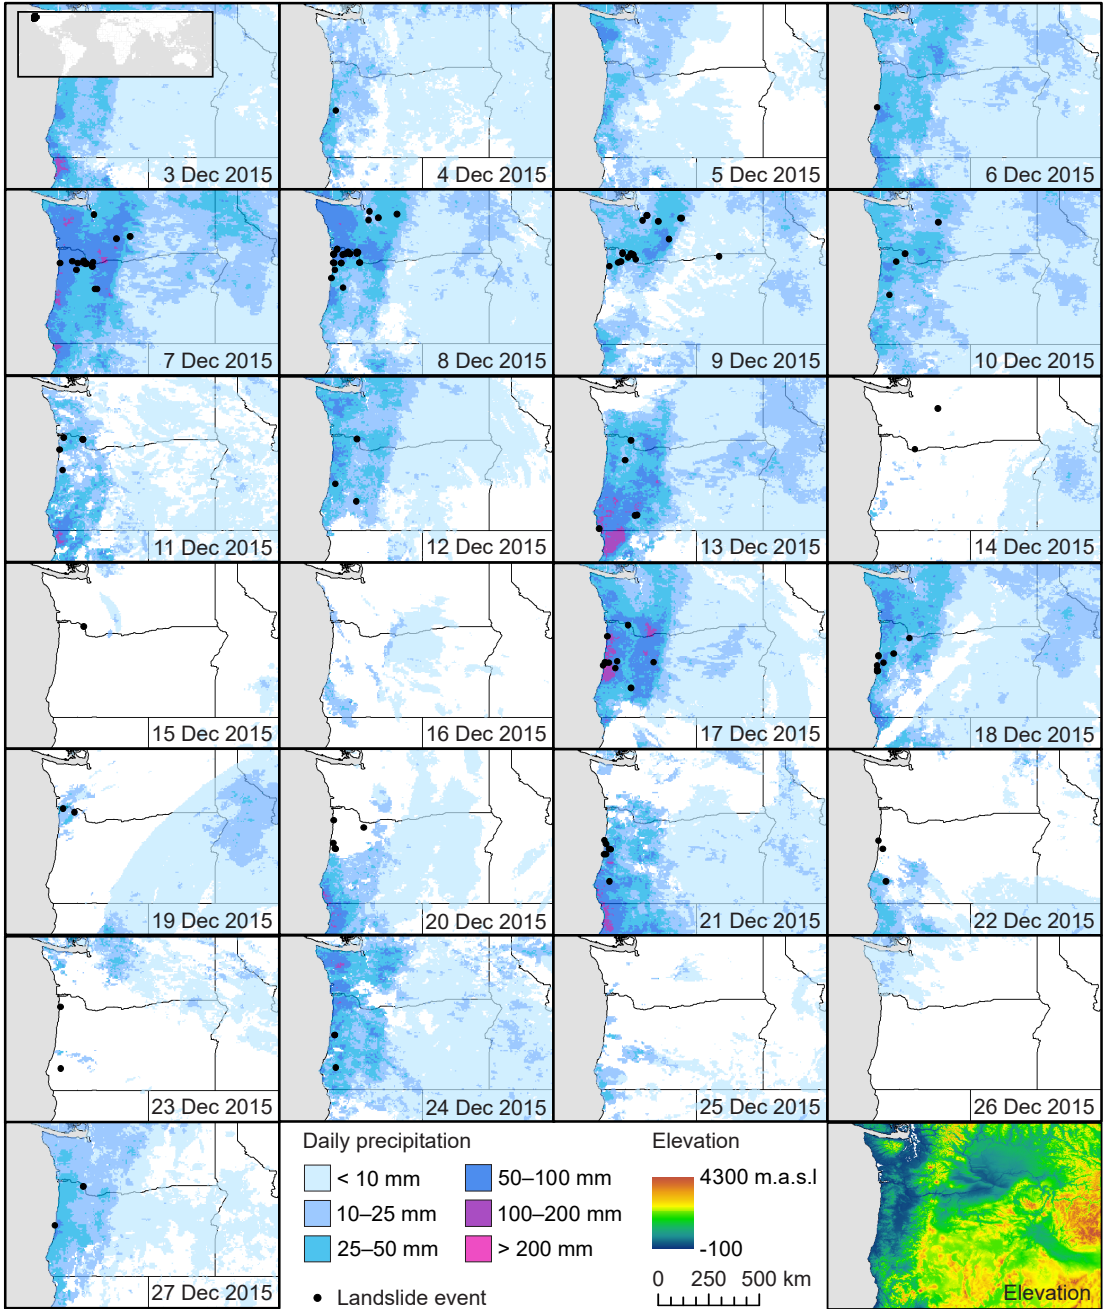 3 Dec 2015
4 Dec 2015
5 Dec 2015
6 Dec 2015
7 Dec 2015
8 Dec 2015
9 Dec 2015
10 Dec 2015
11 Dec 2015
12 Dec 2015
13 Dec 2015
14 Dec 2015
15 Dec 2015
16 Dec 2015
17 Dec 2015
18 Dec 2015
19 Dec 2015
20 Dec 2015
21 Dec 2015
22 Dec 2015
23 Dec 2015
24 Dec 2015
25 Dec 2015
26 Dec 2015
27 Dec 2015
Daily precipitation
< 10 mm
10–25 mm
25–50 mm
50–100 mm
100–200 mm
> 200 mm
Landslide event
Elevation
4300 m.a.s.l
-100
0 250 500 km
Elevation